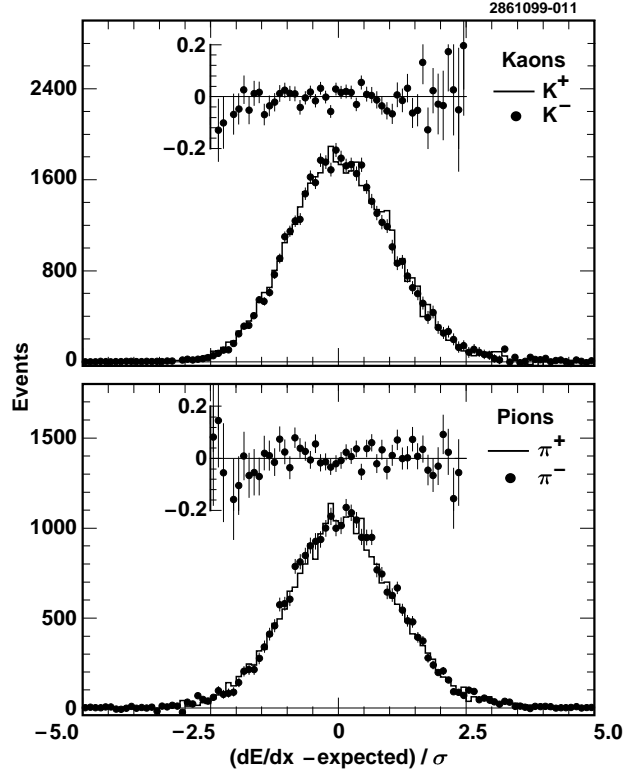 2861099-011
0.2
0
−0.2
Kaons
K+
K−
2400
1600
800
0
Events
0.2
0
−0.2
Pions
π+
π−
1500
1000
500
0
−5.0
−2.5
0
2.5
5.0
(dE/dx −expected) / σ